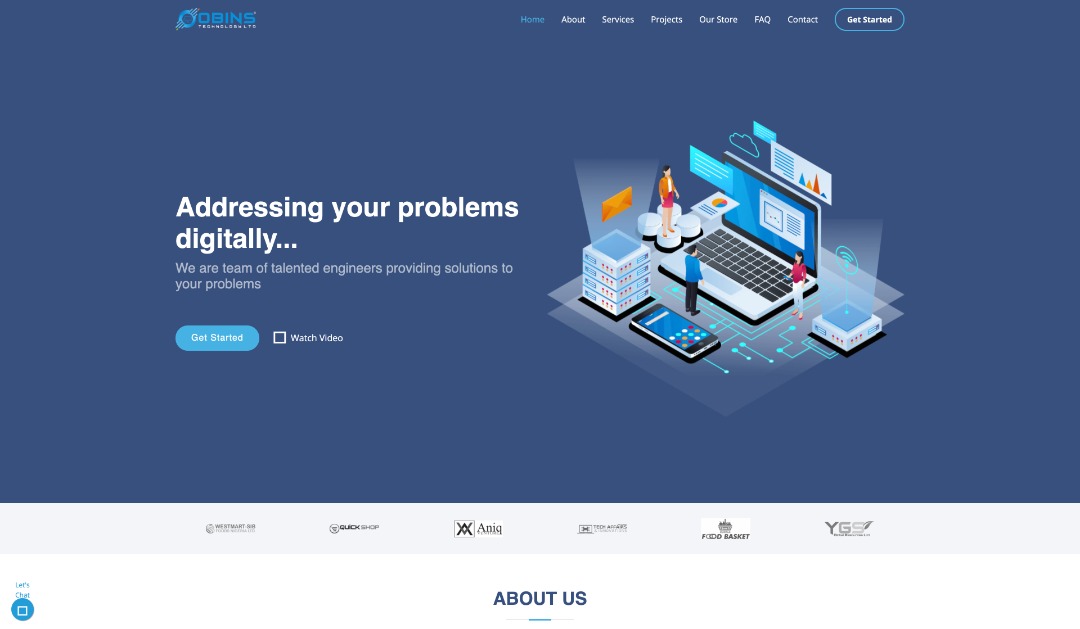 OBINS
TECHNOLOGY LTD
Home
About
Services
Projects
Our Store
FAQ
Contact
Get Started
Addressing your problems
digitally...
We are team of talented engineers providing solutions to
your problems
Get Started
Watch Video
WESTMART-SIB
QUICK SHOP
Aniq
TECH AFFAIRS
FOOD BASKET
YGS
Let's
Chat
ABOUT US